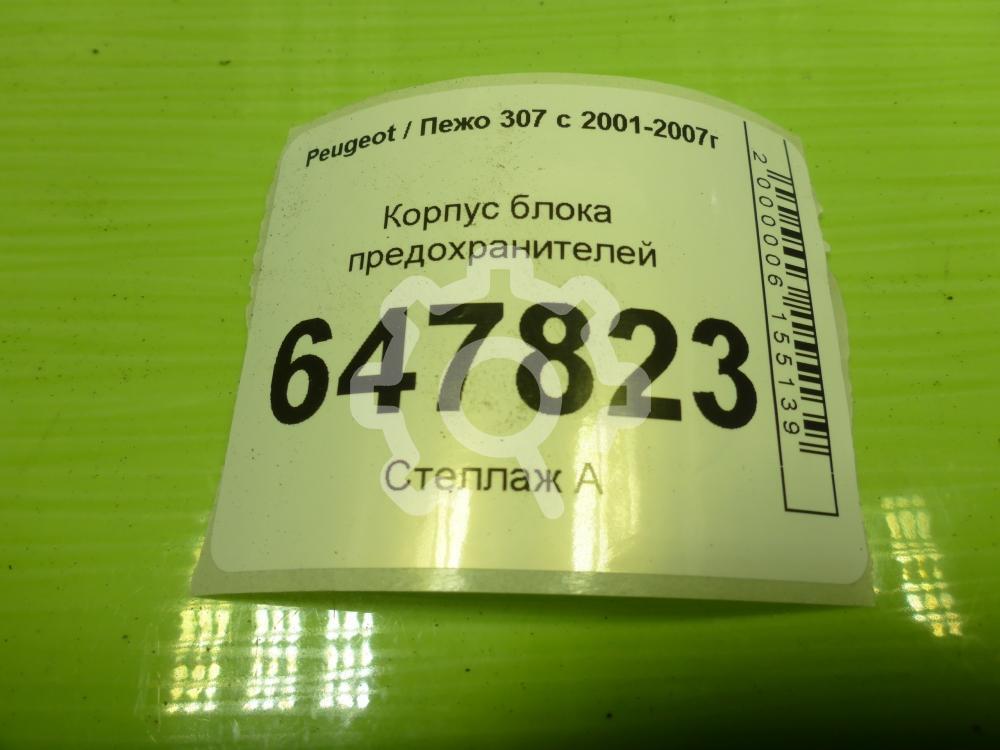 Peugeot / Пежо 307 с 2001-2007г
Корпус блока
предохранителей
647823
Стеллаж А
2000006155139